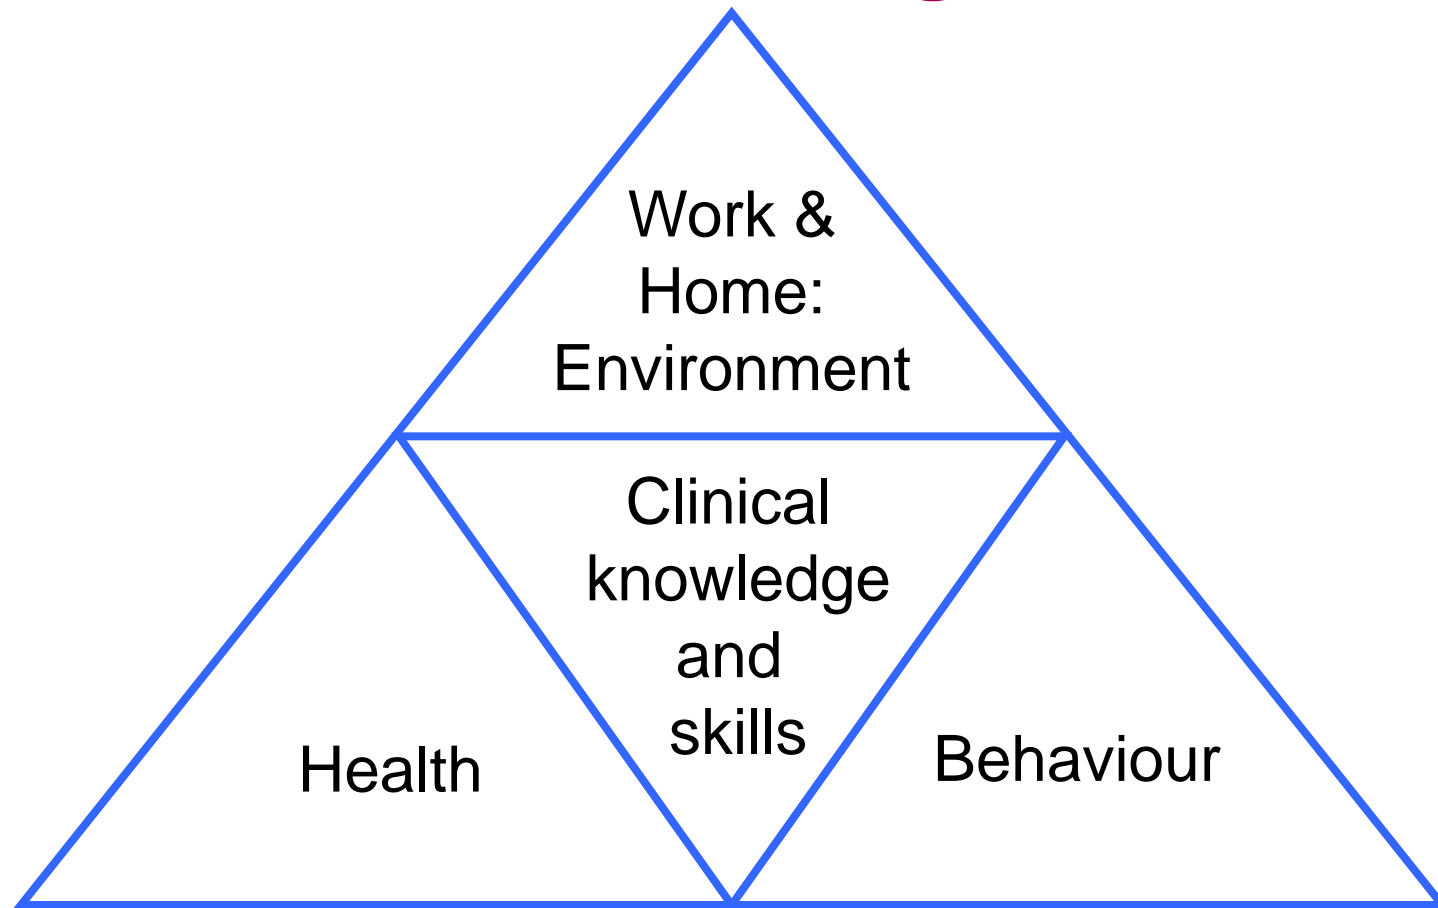 Work &
Home:
Environment
Clinical
knowledge
and
skills
Health
Behaviour